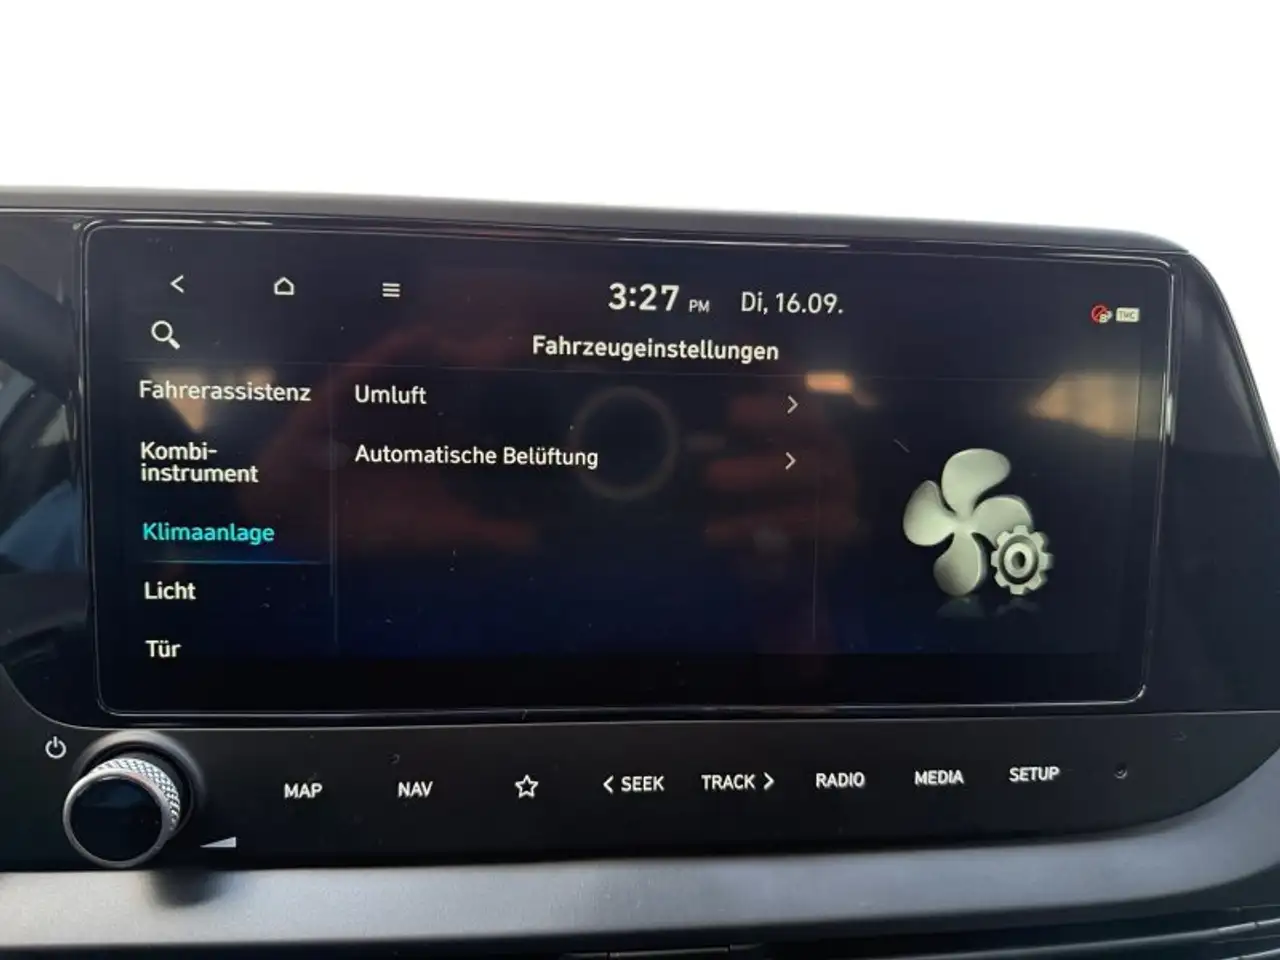 3:27 PM Di, 16.09.
TMC
Fahrzeugeinstellungen
Fahrerassistenz
Umluft
Kombi-
instrument
Automatische Belüftung
Klimaanlage
Licht
Tür
MAP NAV < SEEK TRACK > RADIO MEDIA SETUP